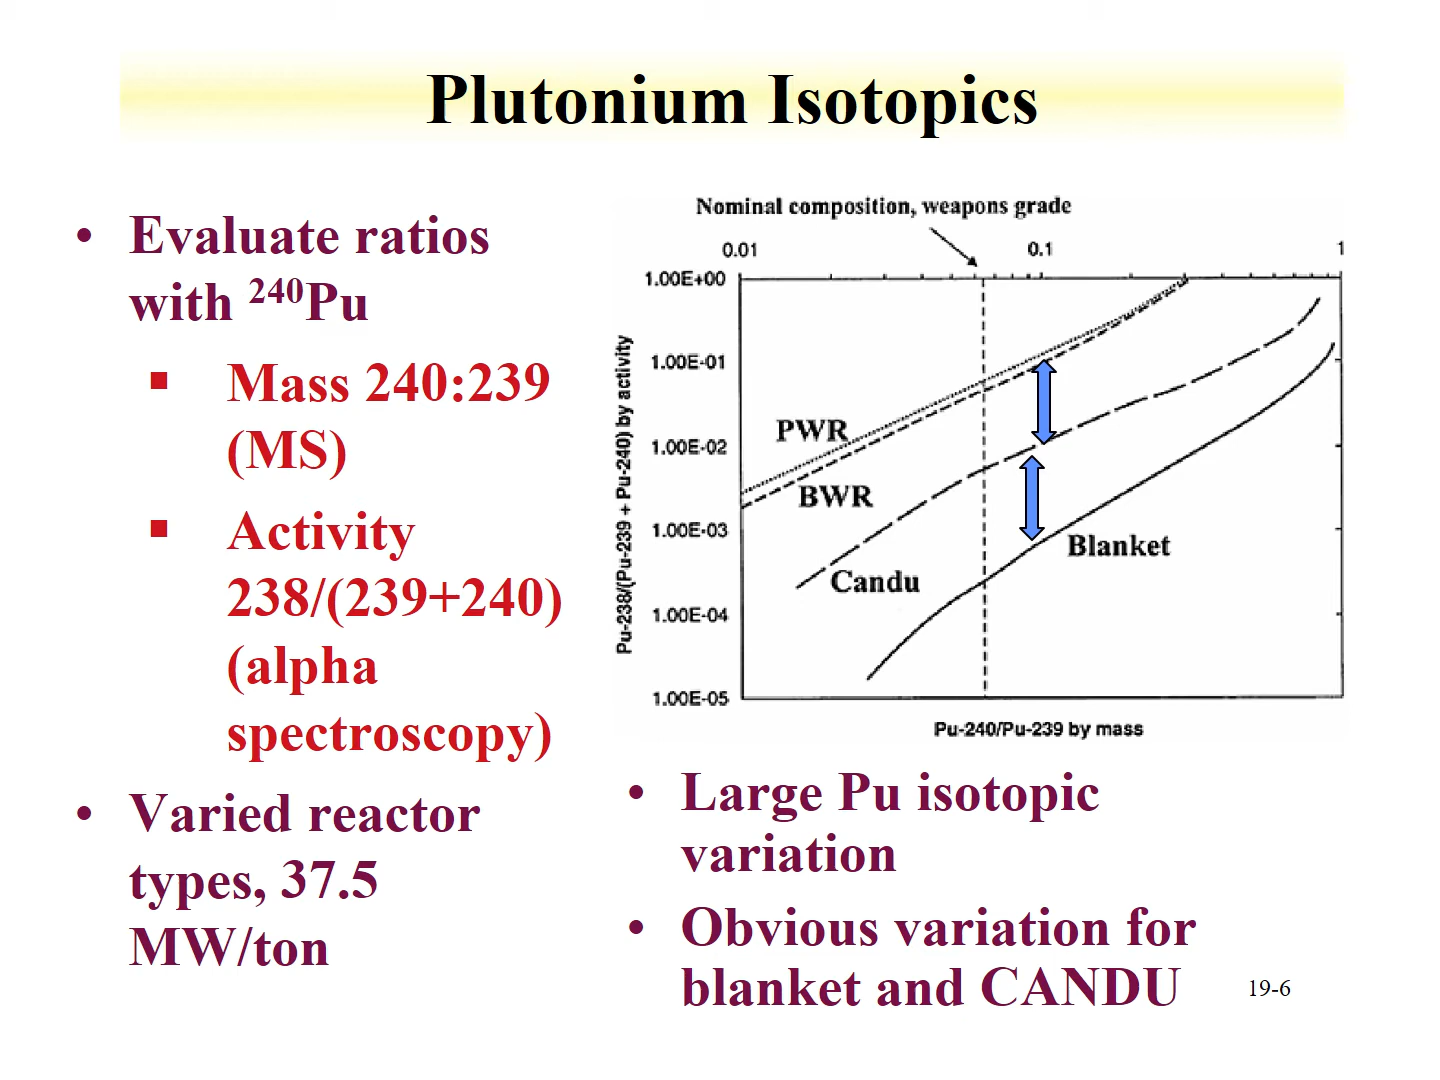 Plutonium Isotopics
• Evaluate ratios
with ²⁴⁰Pu
▪ Mass 240:239
(MS)
▪ Activity
238/(239+240)
(alpha
spectroscopy)
• Varied reactor
types, 37.5
MW/ton
Nominal composition, weapons grade
0.01 0.1 1
1.00E+00
1.00E-01
1.00E-02
1.00E-03
1.00E-04
1.00E-05
Pu-238/(Pu-239 + Pu-240) by activity
PWR
BWR
Candu
Blanket
Pu-240/Pu-239 by mass
• Large Pu isotopic
variation
• Obvious variation for
blanket and CANDU
19-6